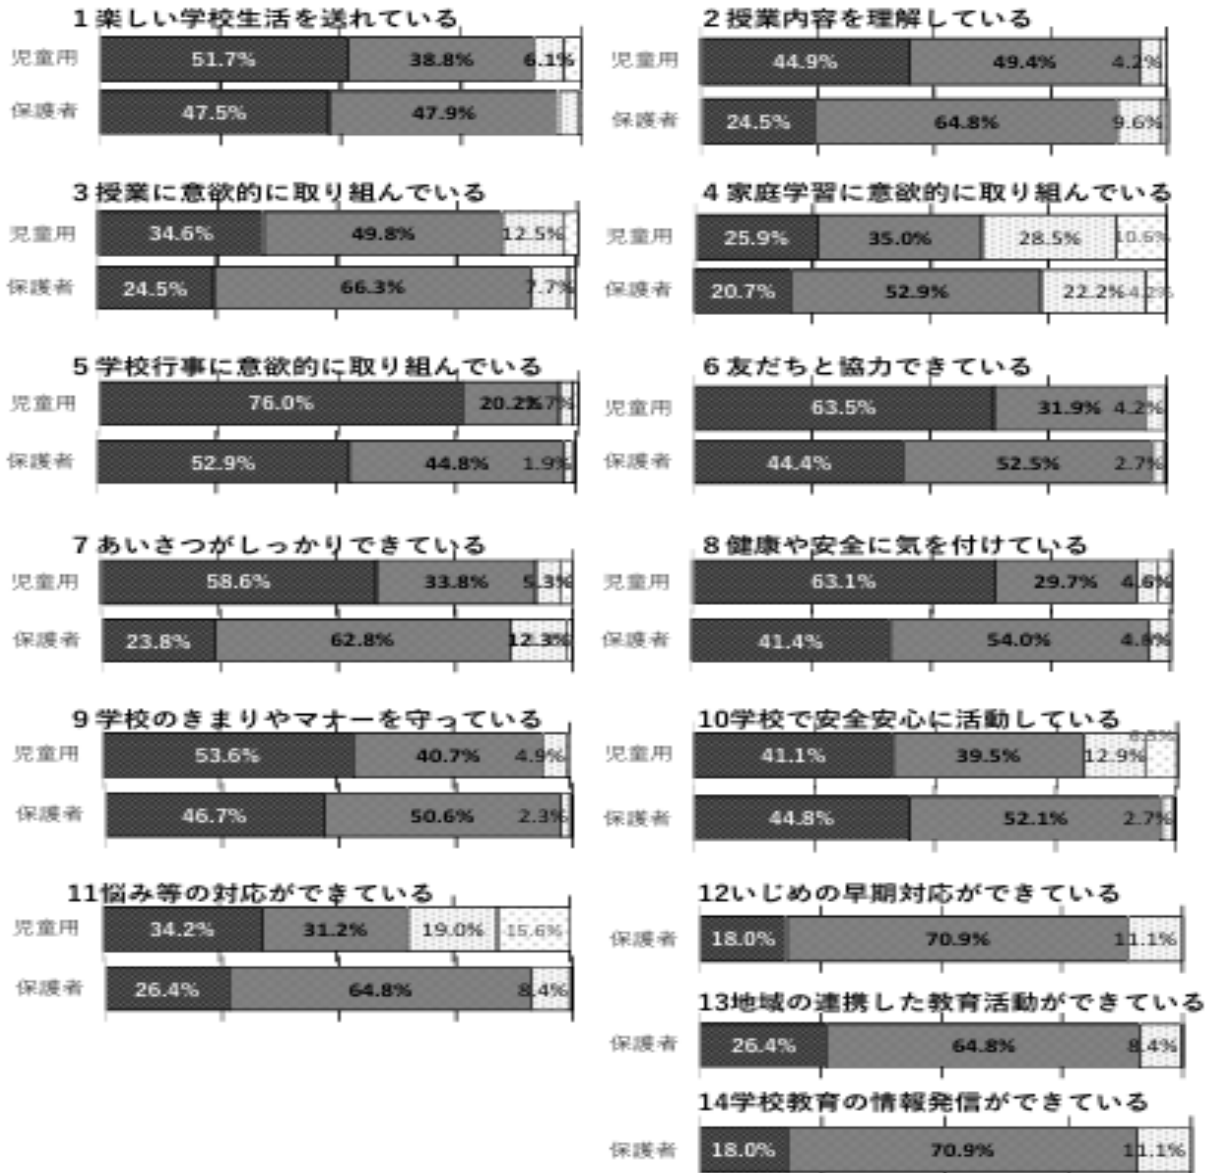 1 楽しい学校生活を送れている
児童用 51.7% 38.8% 6.1%
保護者 47.5% 47.9%
2 授業内容を理解している
児童用 44.9% 49.4% 4.2%
保護者 24.5% 64.8% 9.6%
3 授業に意欲的に取り組んでいる
児童用 34.6% 49.8% 12.5%
保護者 24.5% 66.3% 7.7%
4 家庭学習に意欲的に取り組んでいる
児童用 25.9% 35.0% 28.5% 10.6%
保護者 20.7% 52.9% 22.2% 4.2%
5 学校行事に意欲的に取り組んでいる
児童用 76.0% 20.2%
保護者 52.9% 44.8% 1.9%
6 友だちと協力できている
児童用 63.5% 31.9% 4.2%
保護者 44.4% 52.5% 2.7%
7 あいさつがしっかりできている
児童用 58.6% 33.8% 5.3%
保護者 23.8% 62.8% 12.3%
8 健康や安全に気を付けている
児童用 63.1% 29.7% 4.6%
保護者 41.4% 54.0%
9 学校のきまりやマナーを守っている
児童用 53.6% 40.7% 4.9%
保護者 46.7% 50.6% 2.3%
10学校で安全安心に活動している
児童用 41.1% 39.5% 12.9%
保護者 44.8% 52.1% 2.7%
11悩み等の対応ができている
児童用 34.2% 31.2% 19.0% 15.6%
保護者 26.4% 64.8% 8.4%
12いじめの早期対応ができている
保護者 18.0% 70.9% 11.1%
13地域の連携した教育活動ができている
保護者 26.4% 64.8% 8.4%
14学校教育の情報発信ができている
保護者 18.0% 70.9% 11.1%